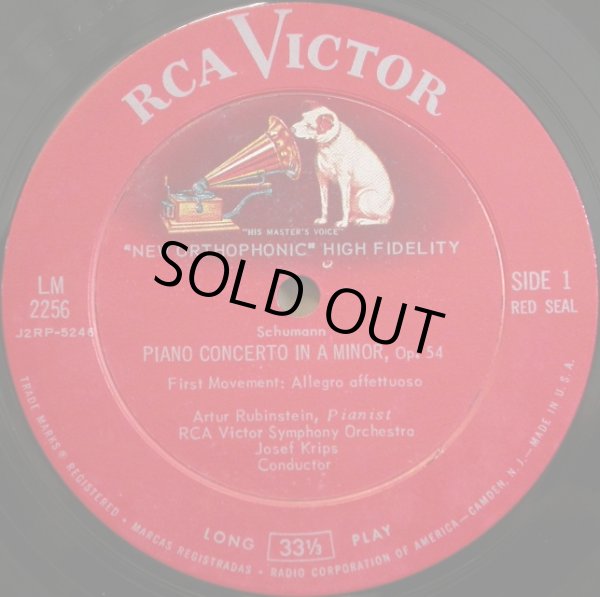 RCA VICTOR
"HIS MASTER'S VOICE"
"NEW ORTHOPHONIC" HIGH FIDELITY
LM
2256
J2RP-5246
SIDE 1
RED SEAL
SOLD OUT
Schumann
PIANO CONCERTO IN A MINOR, Op. 54
First Movement: Allegro affettuoso
Artur Rubinstein, Pianist
RCA Victor Symphony Orchestra
Josef Krips
Conductor
LONG 33⅓ PLAY
TRADE MARKS ® REGISTERED • MARCAS REGISTRADAS • RADIO CORPORATION OF AMERICA—CAMDEN, N. J.—MADE IN U.S.A.